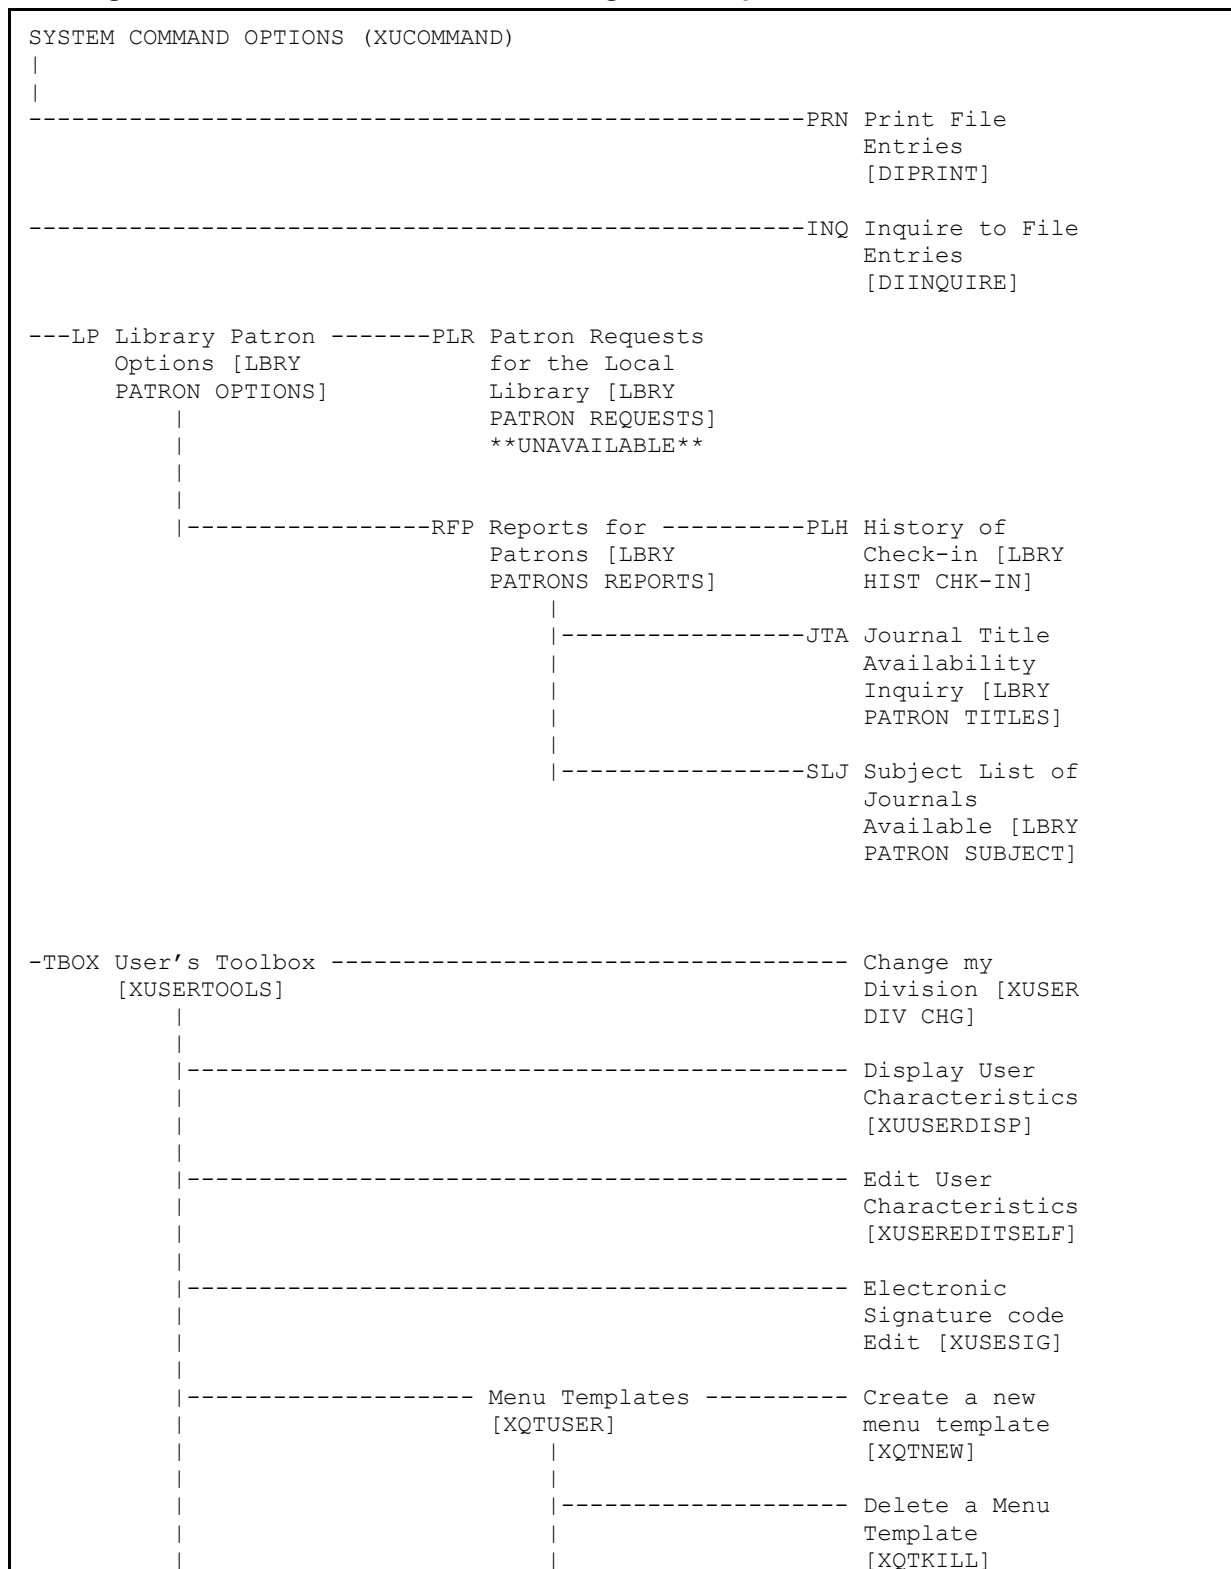 SYSTEM COMMAND OPTIONS (XUCOMMAND)
|
|
------------------------------------------------------PRN Print File
                                                          Entries
                                                          [DIPRINT]

------------------------------------------------------INQ Inquire to File
                                                          Entries
                                                          [DIINQUIRE]

---LP Library Patron -------PLR Patron Requests
      Options [LBRY             for the Local
      PATRON OPTIONS]           Library [LBRY
          |                     PATRON REQUESTS]
          |                     **UNAVAILABLE**
          |
          |
          |-----------------RFP Reports for ----------PLH History of
                                Patrons [LBRY             Check-in [LBRY
                                PATRONS REPORTS]          HIST CHK-IN]
                                    |
                                    |-----------------JTA Journal Title
                                    |                     Availability
                                    |                     Inquiry [LBRY
                                    |                     PATRON TITLES]
                                    |
                                    |-----------------SLJ Subject List of
                                                          Journals
                                                          Available [LBRY
                                                          PATRON SUBJECT]

-TBOX User’s Toolbox ------------------------------------ Change my
      [XUSERTOOLS]                                        Division [XUSER
          |                                               DIV CHG]
          |
          |---------------------------------------------- Display User
          |                                               Characteristics
          |                                               [XUUSERDISP]
          |
          |---------------------------------------------- Edit User
          |                                               Characteristics
          |                                               [XUSEREDITSELF]
          |
          |---------------------------------------------- Electronic
          |                                               Signature code
          |                                               Edit [XUSESIG]
          |
          |-------------------- Menu Templates ---------- Create a new
          |                     [XQTUSER]                 menu template
          |                         |                     [XQTNEW]
          |                         |
          |                         |-------------------- Delete a Menu
          |                         |                     Template
          |                         |                     [XQTKILL]